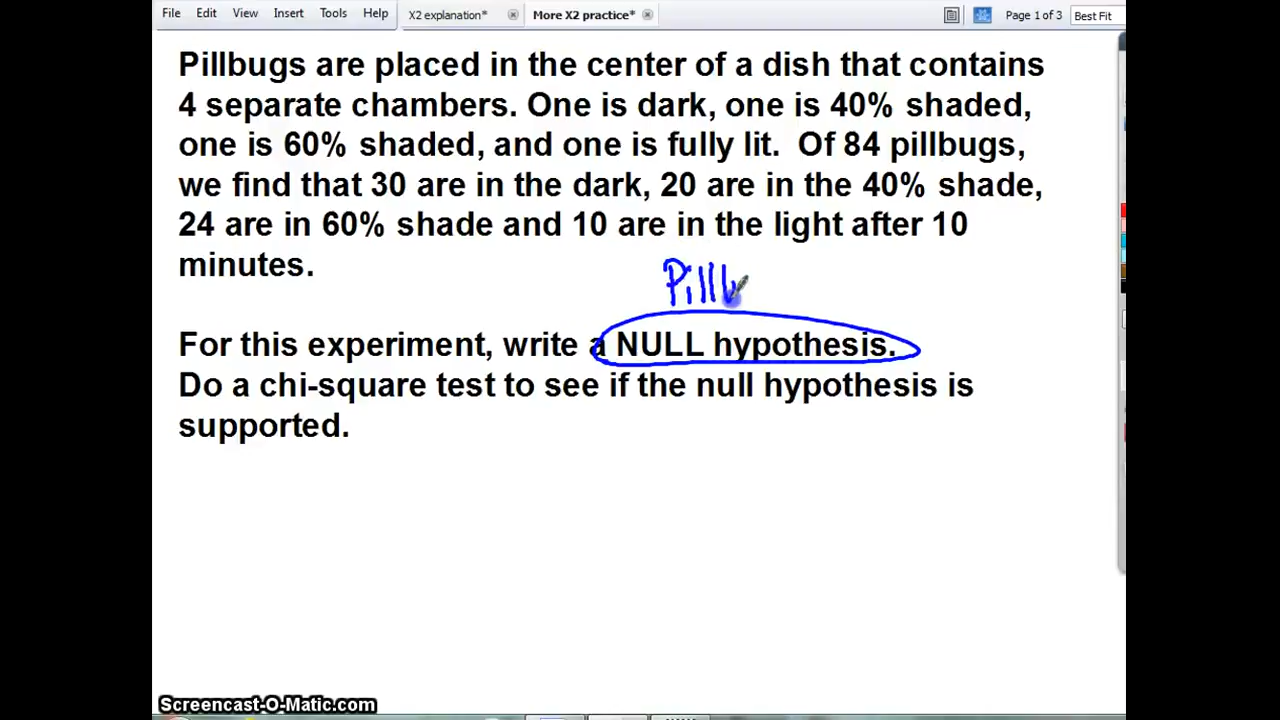 File Edit View Insert Tools Help X2 explanation* More X2 practice* Page 1 of 3 Best Fit
Pillbugs are placed in the center of a dish that contains
4 separate chambers. One is dark, one is 40% shaded,
one is 60% shaded, and one is fully lit. Of 84 pillbugs,
we find that 30 are in the dark, 20 are in the 40% shade,
24 are in 60% shade and 10 are in the light after 10
minutes.
Pillb
For this experiment, write a NULL hypothesis.
Do a chi-square test to see if the null hypothesis is
supported.
Screencast-O-Matic.com